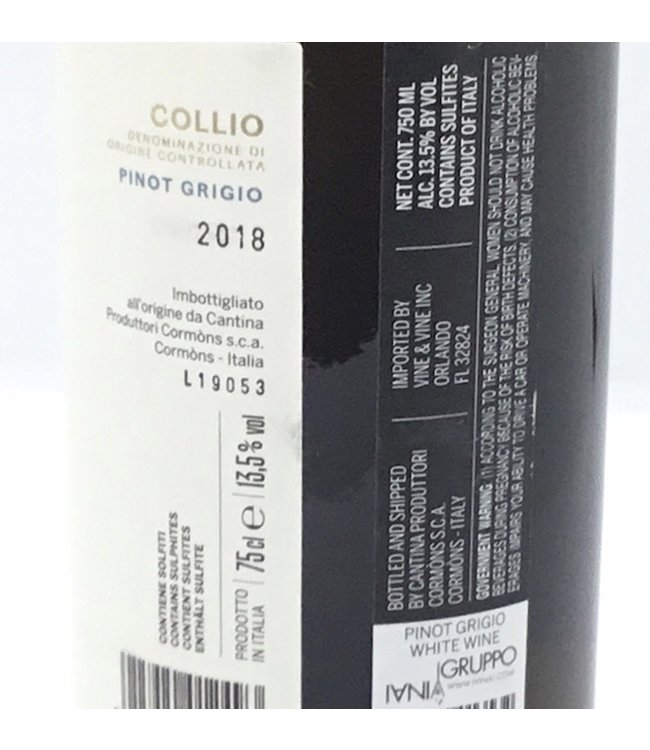 COLLIO
DENOMINAZIONE DI
ORIGINE CONTROLLATA
PINOT GRIGIO
2018
Imbottigliato
all'origine da Cantina
Produttori Cormòns s.c.a.
Cormòns - Italia
L19053
CONTIENE SOLFITI
CONTAINS SULPHITES
CONTIENT SULFITES
ENTHÄLT SULFITE
PRODOTTO
IN ITALIA
75 cl e 13,5% vol
NET CONT. 750 ML
ALC. 13.5% BY VOL
CONTAINS SULFITES
PRODUCT OF ITALY
IMPORTED BY
VINE & VINE INC
ORLANDO
FL 32824
BOTTLED AND SHIPPED
BY CANTINA PRODUTTORI
CORMÒNS S.C.A.
CORMÒNS - ITALY
GOVERNMENT WARNING: (1) ACCORDING TO THE SURGEON GENERAL, WOMEN SHOULD NOT DRINK ALCOHOLIC
BEVERAGES DURING PREGNANCY BECAUSE OF THE RISK OF BIRTH DEFECTS. (2) CONSUMPTION OF ALCOHOLIC BEV-
ERAGES IMPAIRS YOUR ABILITY TO DRIVE A CAR OR OPERATE MACHINERY, AND MAY CAUSE HEALTH PROBLEMS
PINOT GRIGIO
WHITE WINE
GRUPPO